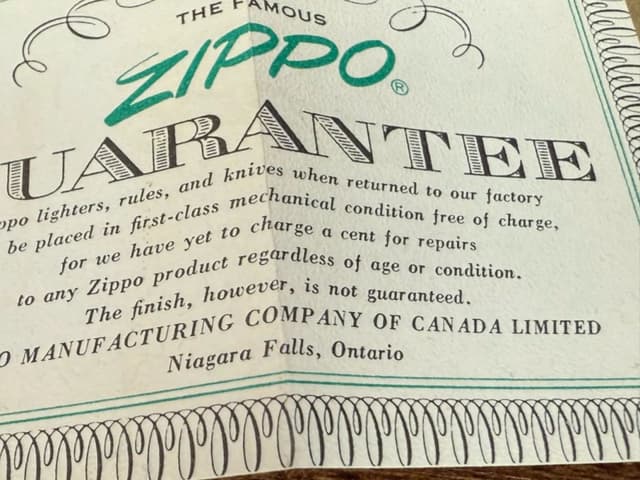 THE FAMOUS
ZIPPO®
UARANTEE
ppo lighters, rules, and knives when returned to our factory
be placed in first-class mechanical condition free of charge,
for we have yet to charge a cent for repairs
to any Zippo product regardless of age or condition.
The finish, however, is not guaranteed.
O MANUFACTURING COMPANY OF CANADA LIMITED
Niagara Falls, Ontario